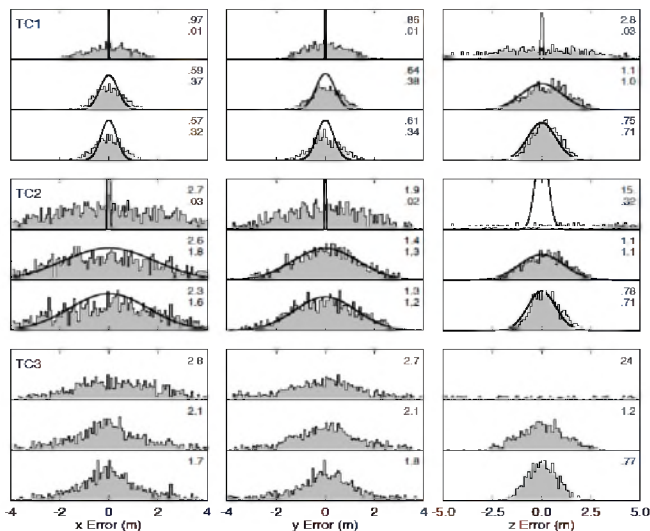 TC1 .97 .85 2.8
.01 .01 .03
.59 .64 1.1
.37 .38 1.0
.57 .61 .75
.32 .34 .71
TC2 2.7 1.9 15
.03 .02 .32
2.6 1.4 1.1
1.8 1.3 1.1
2.3 1.3 .78
1.6 1.2 .71
TC3 2.8 2.7 24
2.1 2.1 1.2
1.7 1.8 .77
-4 -2 0 2 4 -2 0 2 4 -5.0 -2.5 0.0 2.5 5.0
x Error (m) y Error (m) z Error (m)